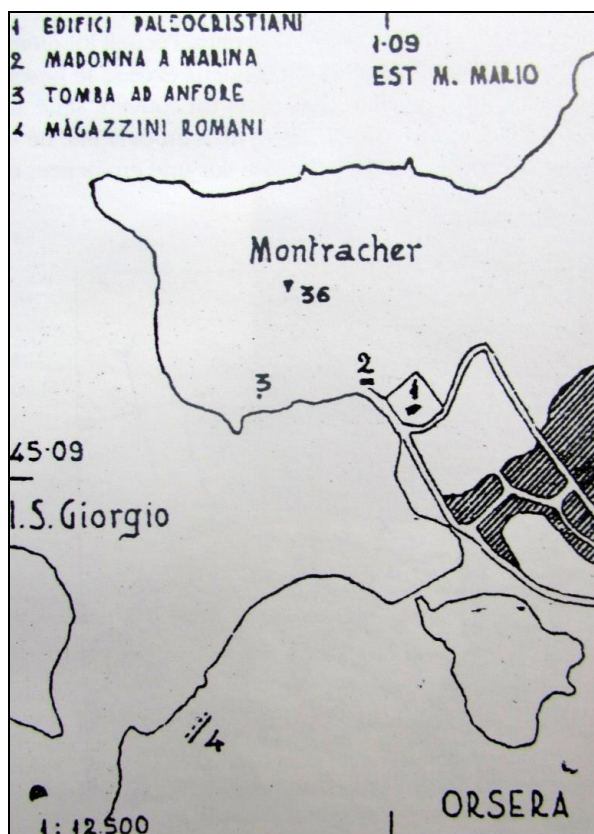 1 EDIFICI PALEOCRISTIANI
2 MADONNA A MARINA
3 TOMBA AD ANFORE
4 MAGAZZINI ROMANI
1·09
EST M. MARIO
Montracher
36
2
1
3
45·09
I.S. Giorgio
4
1:12.500
ORSERA